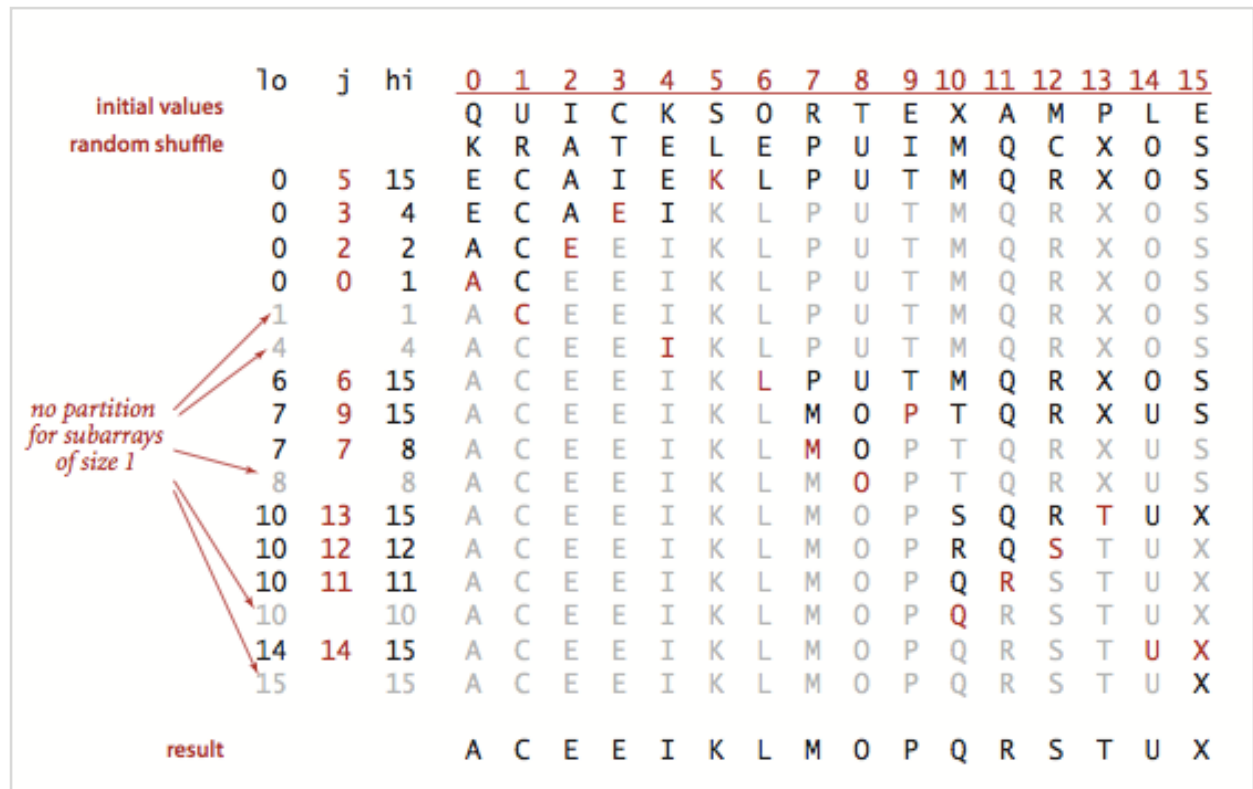 lo j hi 0 1 2 3 4 5 6 7 8 9 10 11 12 13 14 15
initial values Q U I C K S O R T E X A M P L E
random shuffle K R A T E L E P U I M Q C X O S
0 5 15 E C A I E K L P U T M Q R X O S
0 3 4 E C A E I K L P U T M Q R X O S
0 2 2 A C E E I K L P U T M Q R X O S
0 0 1 A C E E I K L P U T M Q R X O S
1 1 A C E E I K L P U T M Q R X O S
4 4 A C E E I K L P U T M Q R X O S
6 6 15 A C E E I K L P U T M Q R X O S
7 9 15 A C E E I K L M O P T Q R X U S
7 7 8 A C E E I K L M O P T Q R X U S
8 8 A C E E I K L M O P T Q R X U S
10 13 15 A C E E I K L M O P S Q R T U X
10 12 12 A C E E I K L M O P R Q S T U X
10 11 11 A C E E I K L M O P Q R S T U X
10 10 A C E E I K L M O P Q R S T U X
14 14 15 A C E E I K L M O P Q R S T U X
15 15 A C E E I K L M O P Q R S T U X
no partition
for subarrays
of size 1
result A C E E I K L M O P Q R S T U X